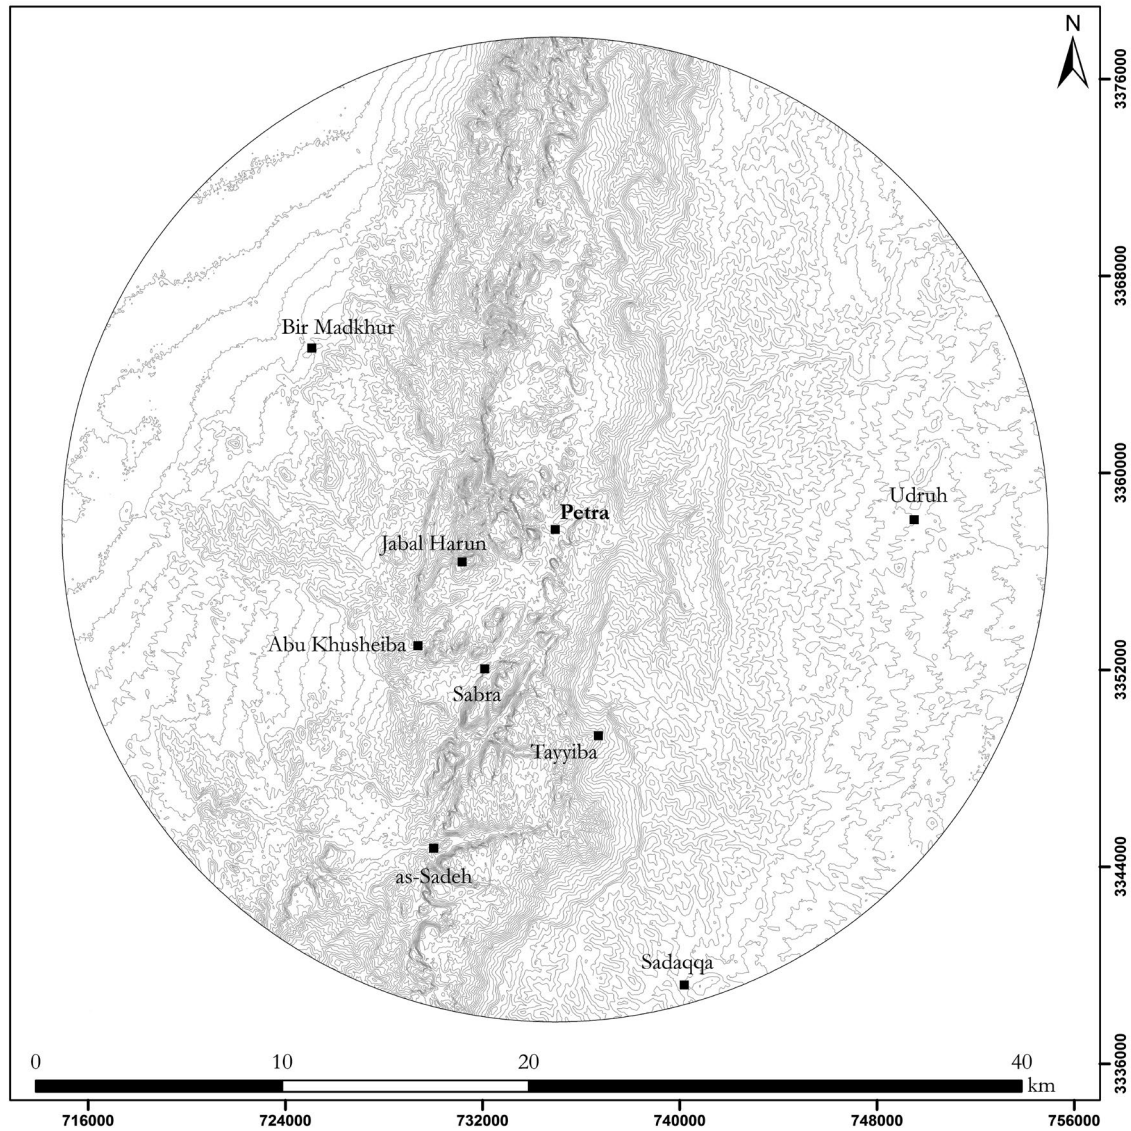 N
3376000
3368000
Bir Madkhur
3360000
Udruh
Petra
Jabal Harun
Abu Khusheiba
3352000
Sabra
Tayyiba
3344000
as-Sadeh
Sadaqqa
3336000
0 10 20 40
km
716000 724000 732000 740000 748000 756000